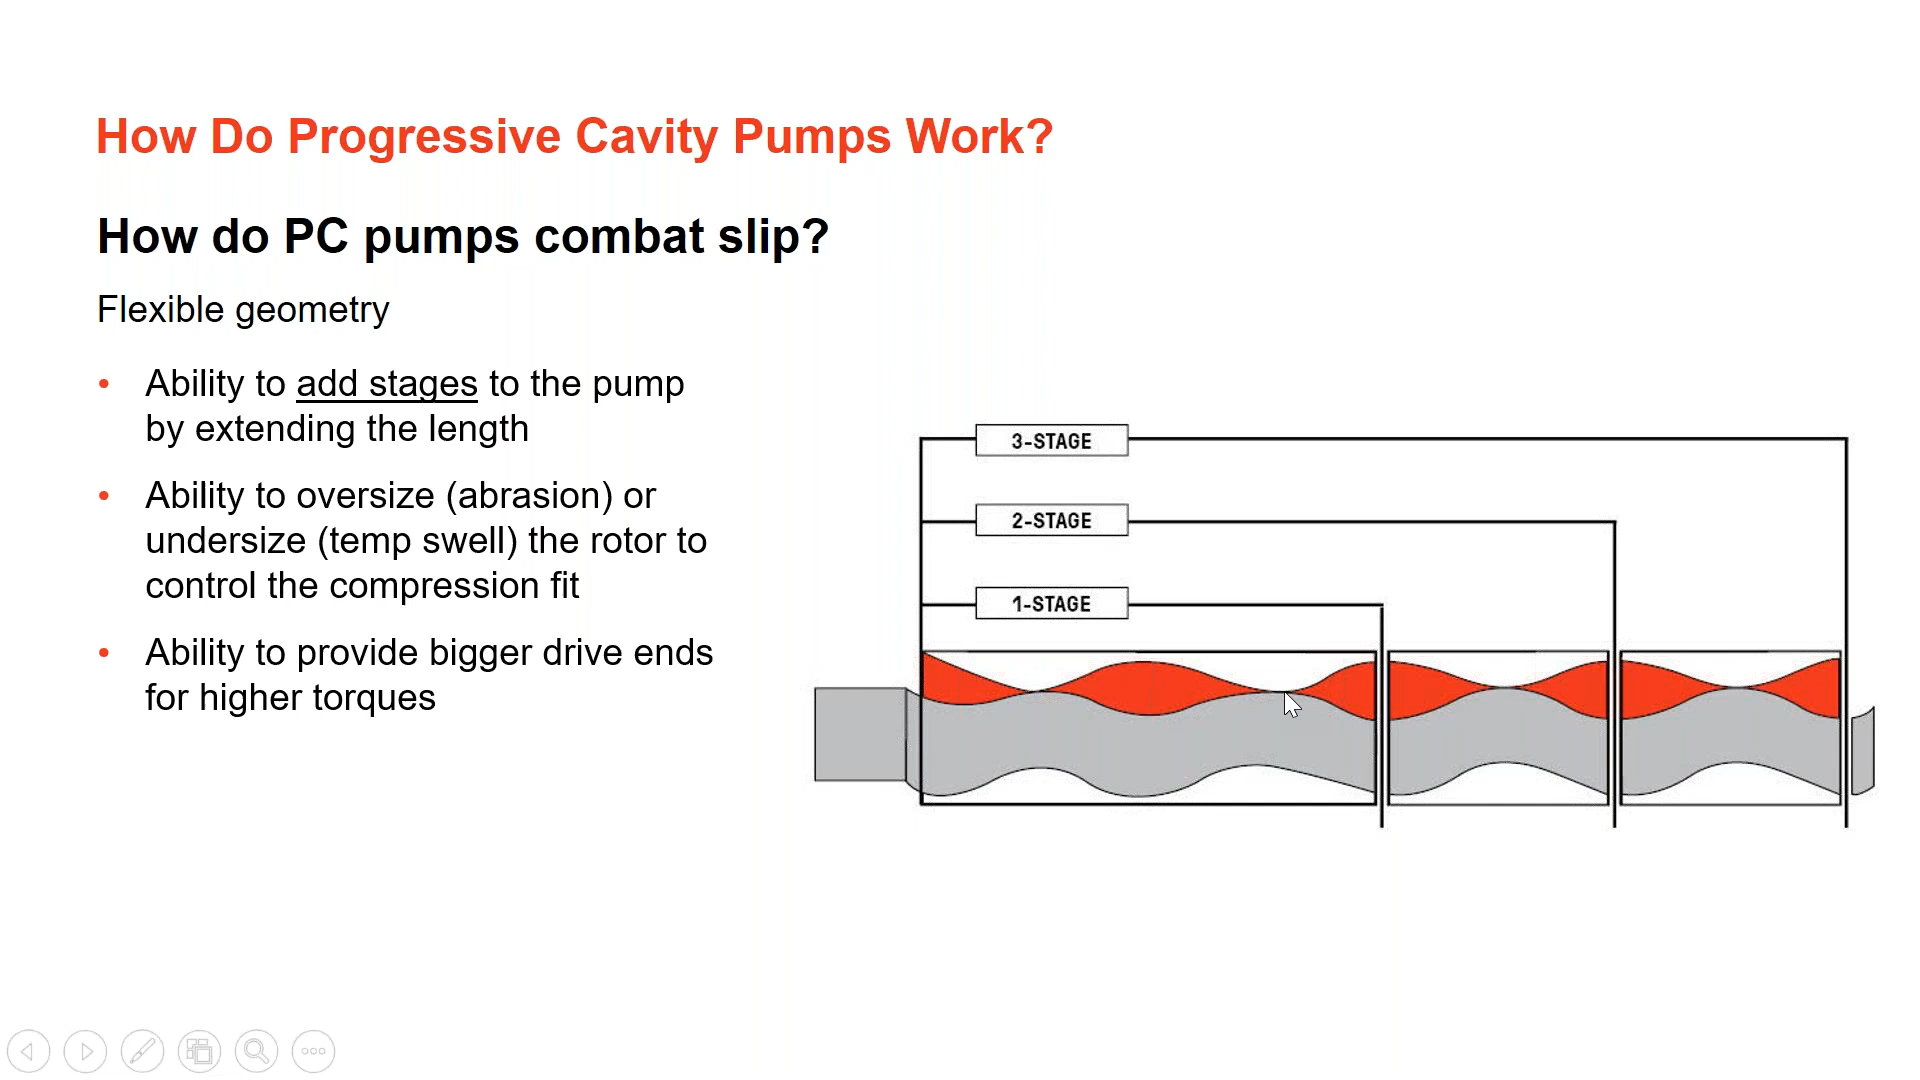 How Do Progressive Cavity Pumps Work?
How do PC pumps combat slip?
Flexible geometry
• Ability to add stages to the pump
by extending the length
• Ability to oversize (abrasion) or
undersize (temp swell) the rotor to
control the compression fit
• Ability to provide bigger drive ends
for higher torques
3-STAGE
2-STAGE
1-STAGE